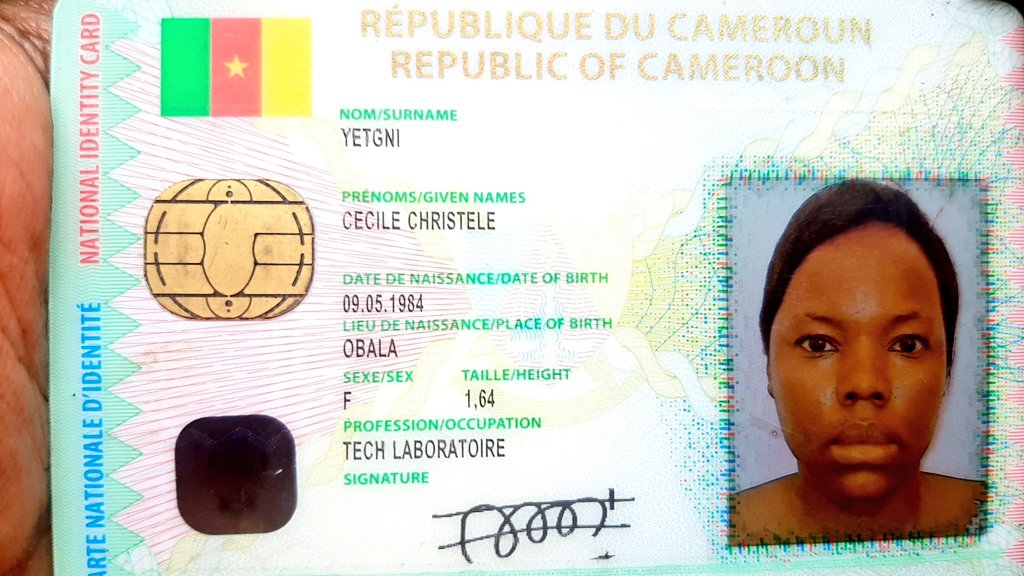 RÉPUBLIQUE DU CAMEROUN
REPUBLIC OF CAMEROON
NATIONAL IDENTITY CARD
ARTE NATIONALE D'IDENTITÉ
NOM/SURNAME
YETGNI
PRÉNOMS/GIVEN NAMES
CECILE CHRISTELE
DATE DE NAISSANCE/DATE OF BIRTH
09.05.1984
LIEU DE NAISSANCE/PLACE OF BIRTH
OBALA
SEXE/SEX TAILLE/HEIGHT
F 1,64
PROFESSION/OCCUPATION
TECH LABORATOIRE
SIGNATURE